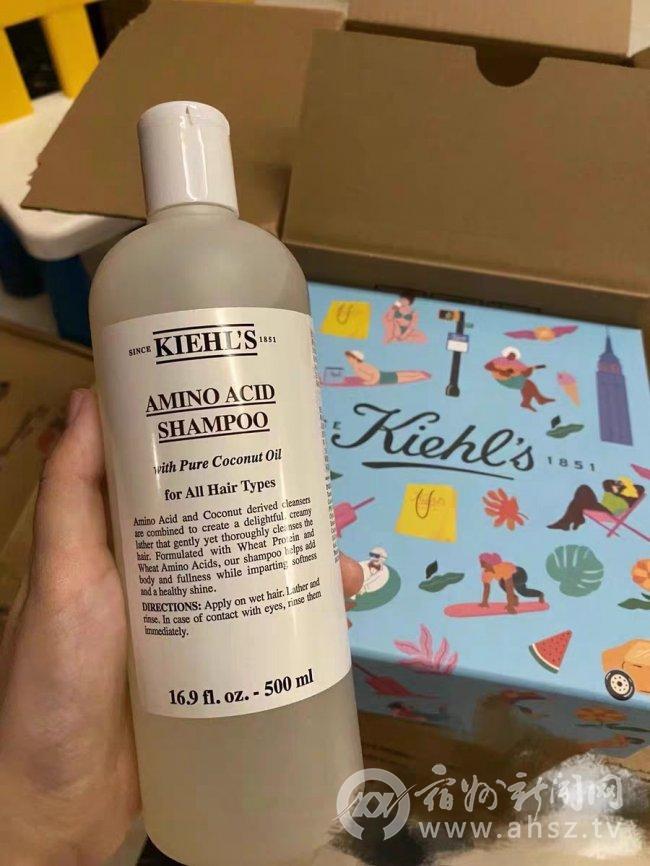 SINCE KIEHL'S 1851
AMINO ACID
SHAMPOO
with Pure Coconut Oil
for All Hair Types
Amino Acid and Coconut derived cleansers
are combined to create a delightful, creamy
lather that gently yet thoroughly cleanses the
hair. Formulated with Wheat Protein and
Wheat Amino Acids, our shampoo helps add
body and fullness while imparting softness
and a healthy shine.
DIRECTIONS: Apply on wet hair. Lather and
rinse. In case of contact with eyes, rinse them
immediately.
16.9 fl. oz. - 500 ml
Kiehl's 1851
宿州新闻网
www.ahsz.tv